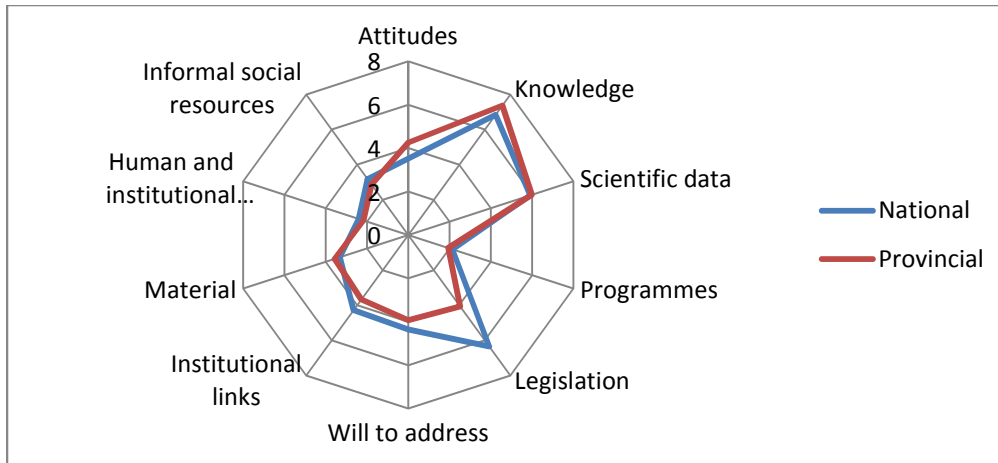 Attitudes
8
Informal social
resources
Knowledge
6
4
Human and
institutional...
Scientific data
2
National
0
Provincial
Material
Programmes
Institutional
links
Legislation
Will to address